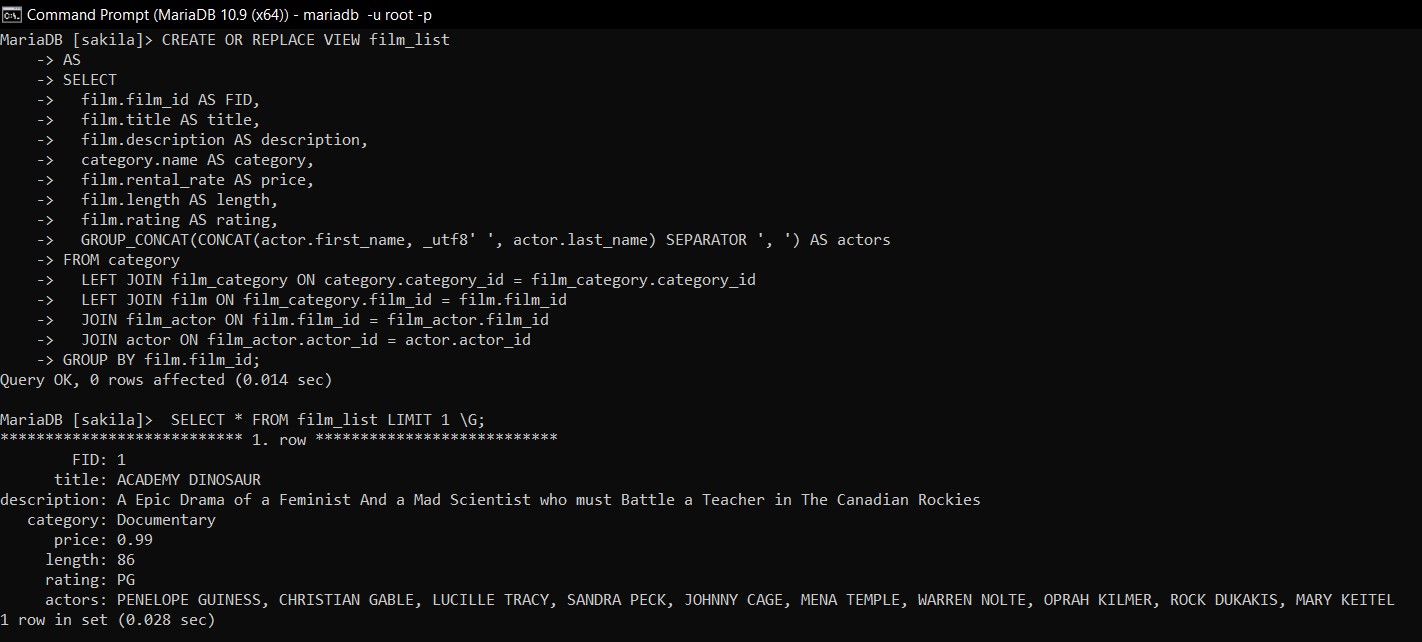 Command Prompt (MariaDB 10.9 (x64)) - mariadb  -u root -p
MariaDB [sakila]> CREATE OR REPLACE VIEW film_list
    -> AS
    -> SELECT
    ->   film.film_id AS FID,
    ->   film.title AS title,
    ->   film.description AS description,
    ->   category.name AS category,
    ->   film.rental_rate AS price,
    ->   film.length AS length,
    ->   film.rating AS rating,
    ->   GROUP_CONCAT(CONCAT(actor.first_name, _utf8' ', actor.last_name) SEPARATOR ', ') AS actors
    -> FROM category
    ->   LEFT JOIN film_category ON category.category_id = film_category.category_id
    ->   LEFT JOIN film ON film_category.film_id = film.film_id
    ->   JOIN film_actor ON film.film_id = film_actor.film_id
    ->   JOIN actor ON film_actor.actor_id = actor.actor_id
    -> GROUP BY film.film_id;
Query OK, 0 rows affected (0.014 sec)

MariaDB [sakila]>  SELECT * FROM film_list LIMIT 1 \G;
*************************** 1. row ***************************
        FID: 1
      title: ACADEMY DINOSAUR
description: A Epic Drama of a Feminist And a Mad Scientist who must Battle a Teacher in The Canadian Rockies
   category: Documentary
      price: 0.99
     length: 86
     rating: PG
     actors: PENELOPE GUINESS, CHRISTIAN GABLE, LUCILLE TRACY, SANDRA PECK, JOHNNY CAGE, MENA TEMPLE, WARREN NOLTE, OPRAH KILMER, ROCK DUKAKIS, MARY KEITEL
1 row in set (0.028 sec)